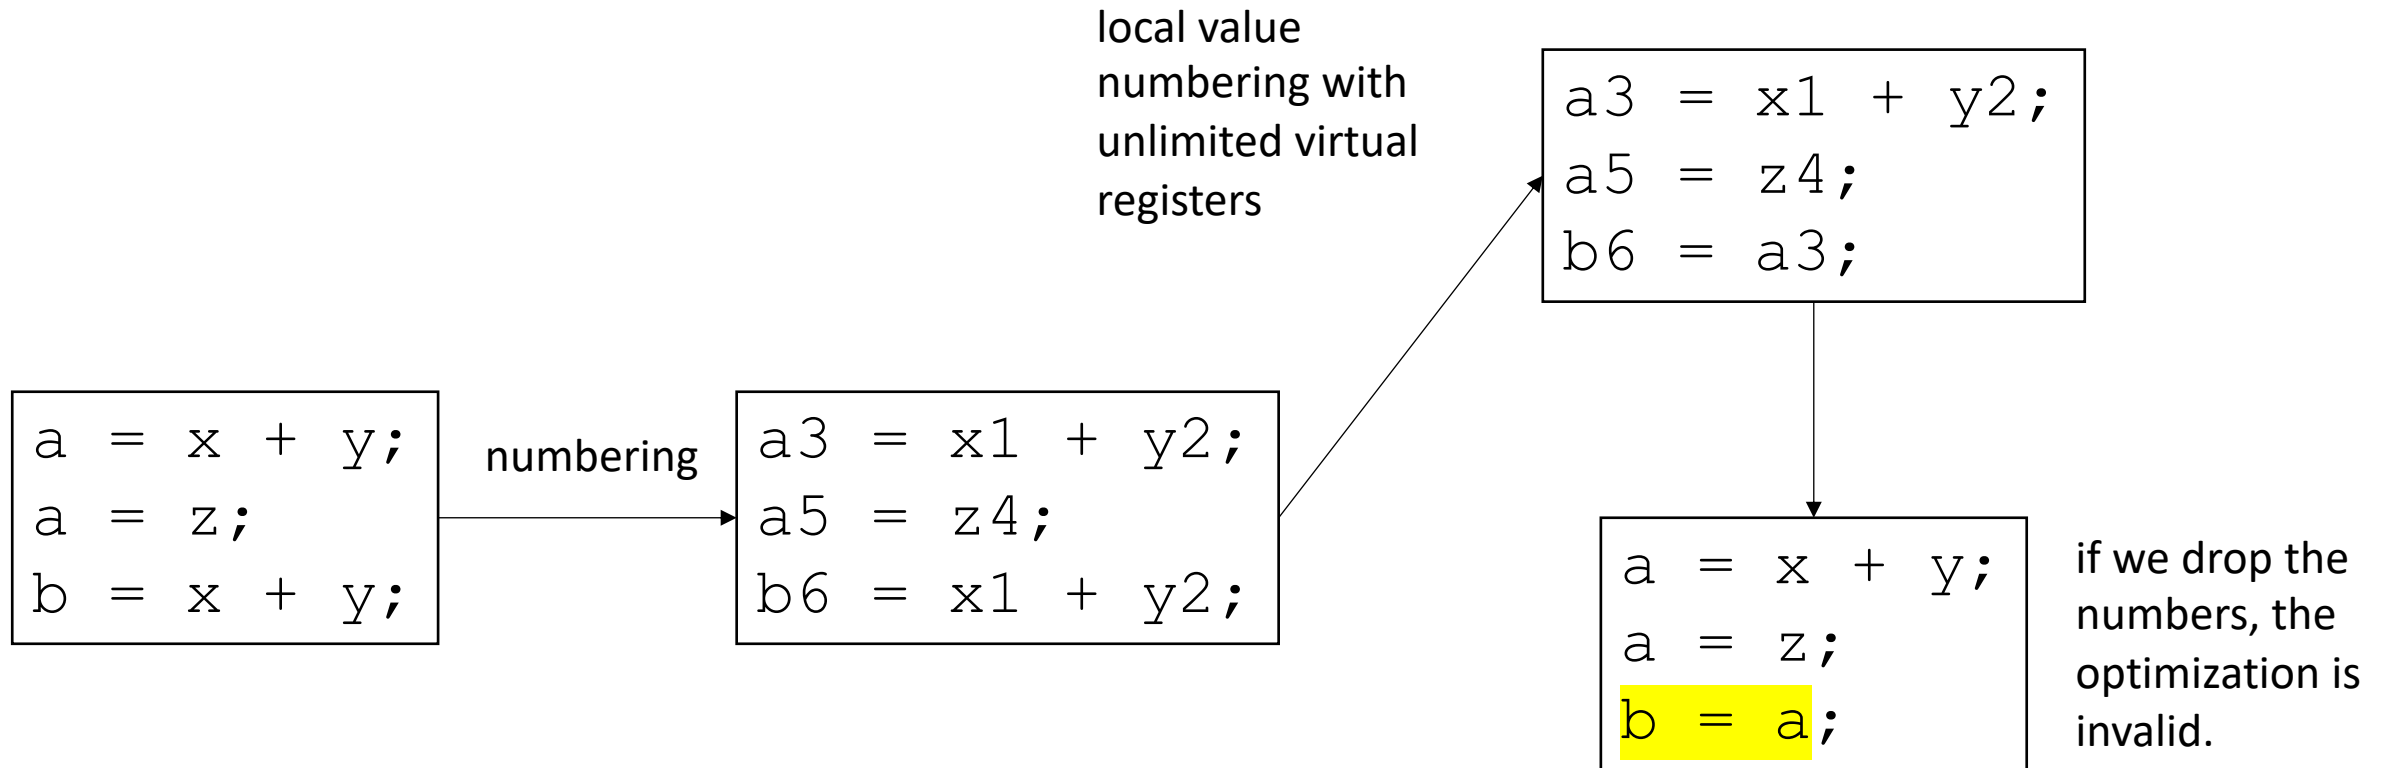 a = x + y;
a = z;
b = x + y;
numbering
a3 = x1 + y2;
a5 = z4;
b6 = x1 + y2;
local value
numbering with
unlimited virtual
registers
a3 = x1 + y2;
a5 = z4;
b6 = a3;
a = x + y;
a = z;
b = a;
if we drop the
numbers, the
optimization is
invalid.